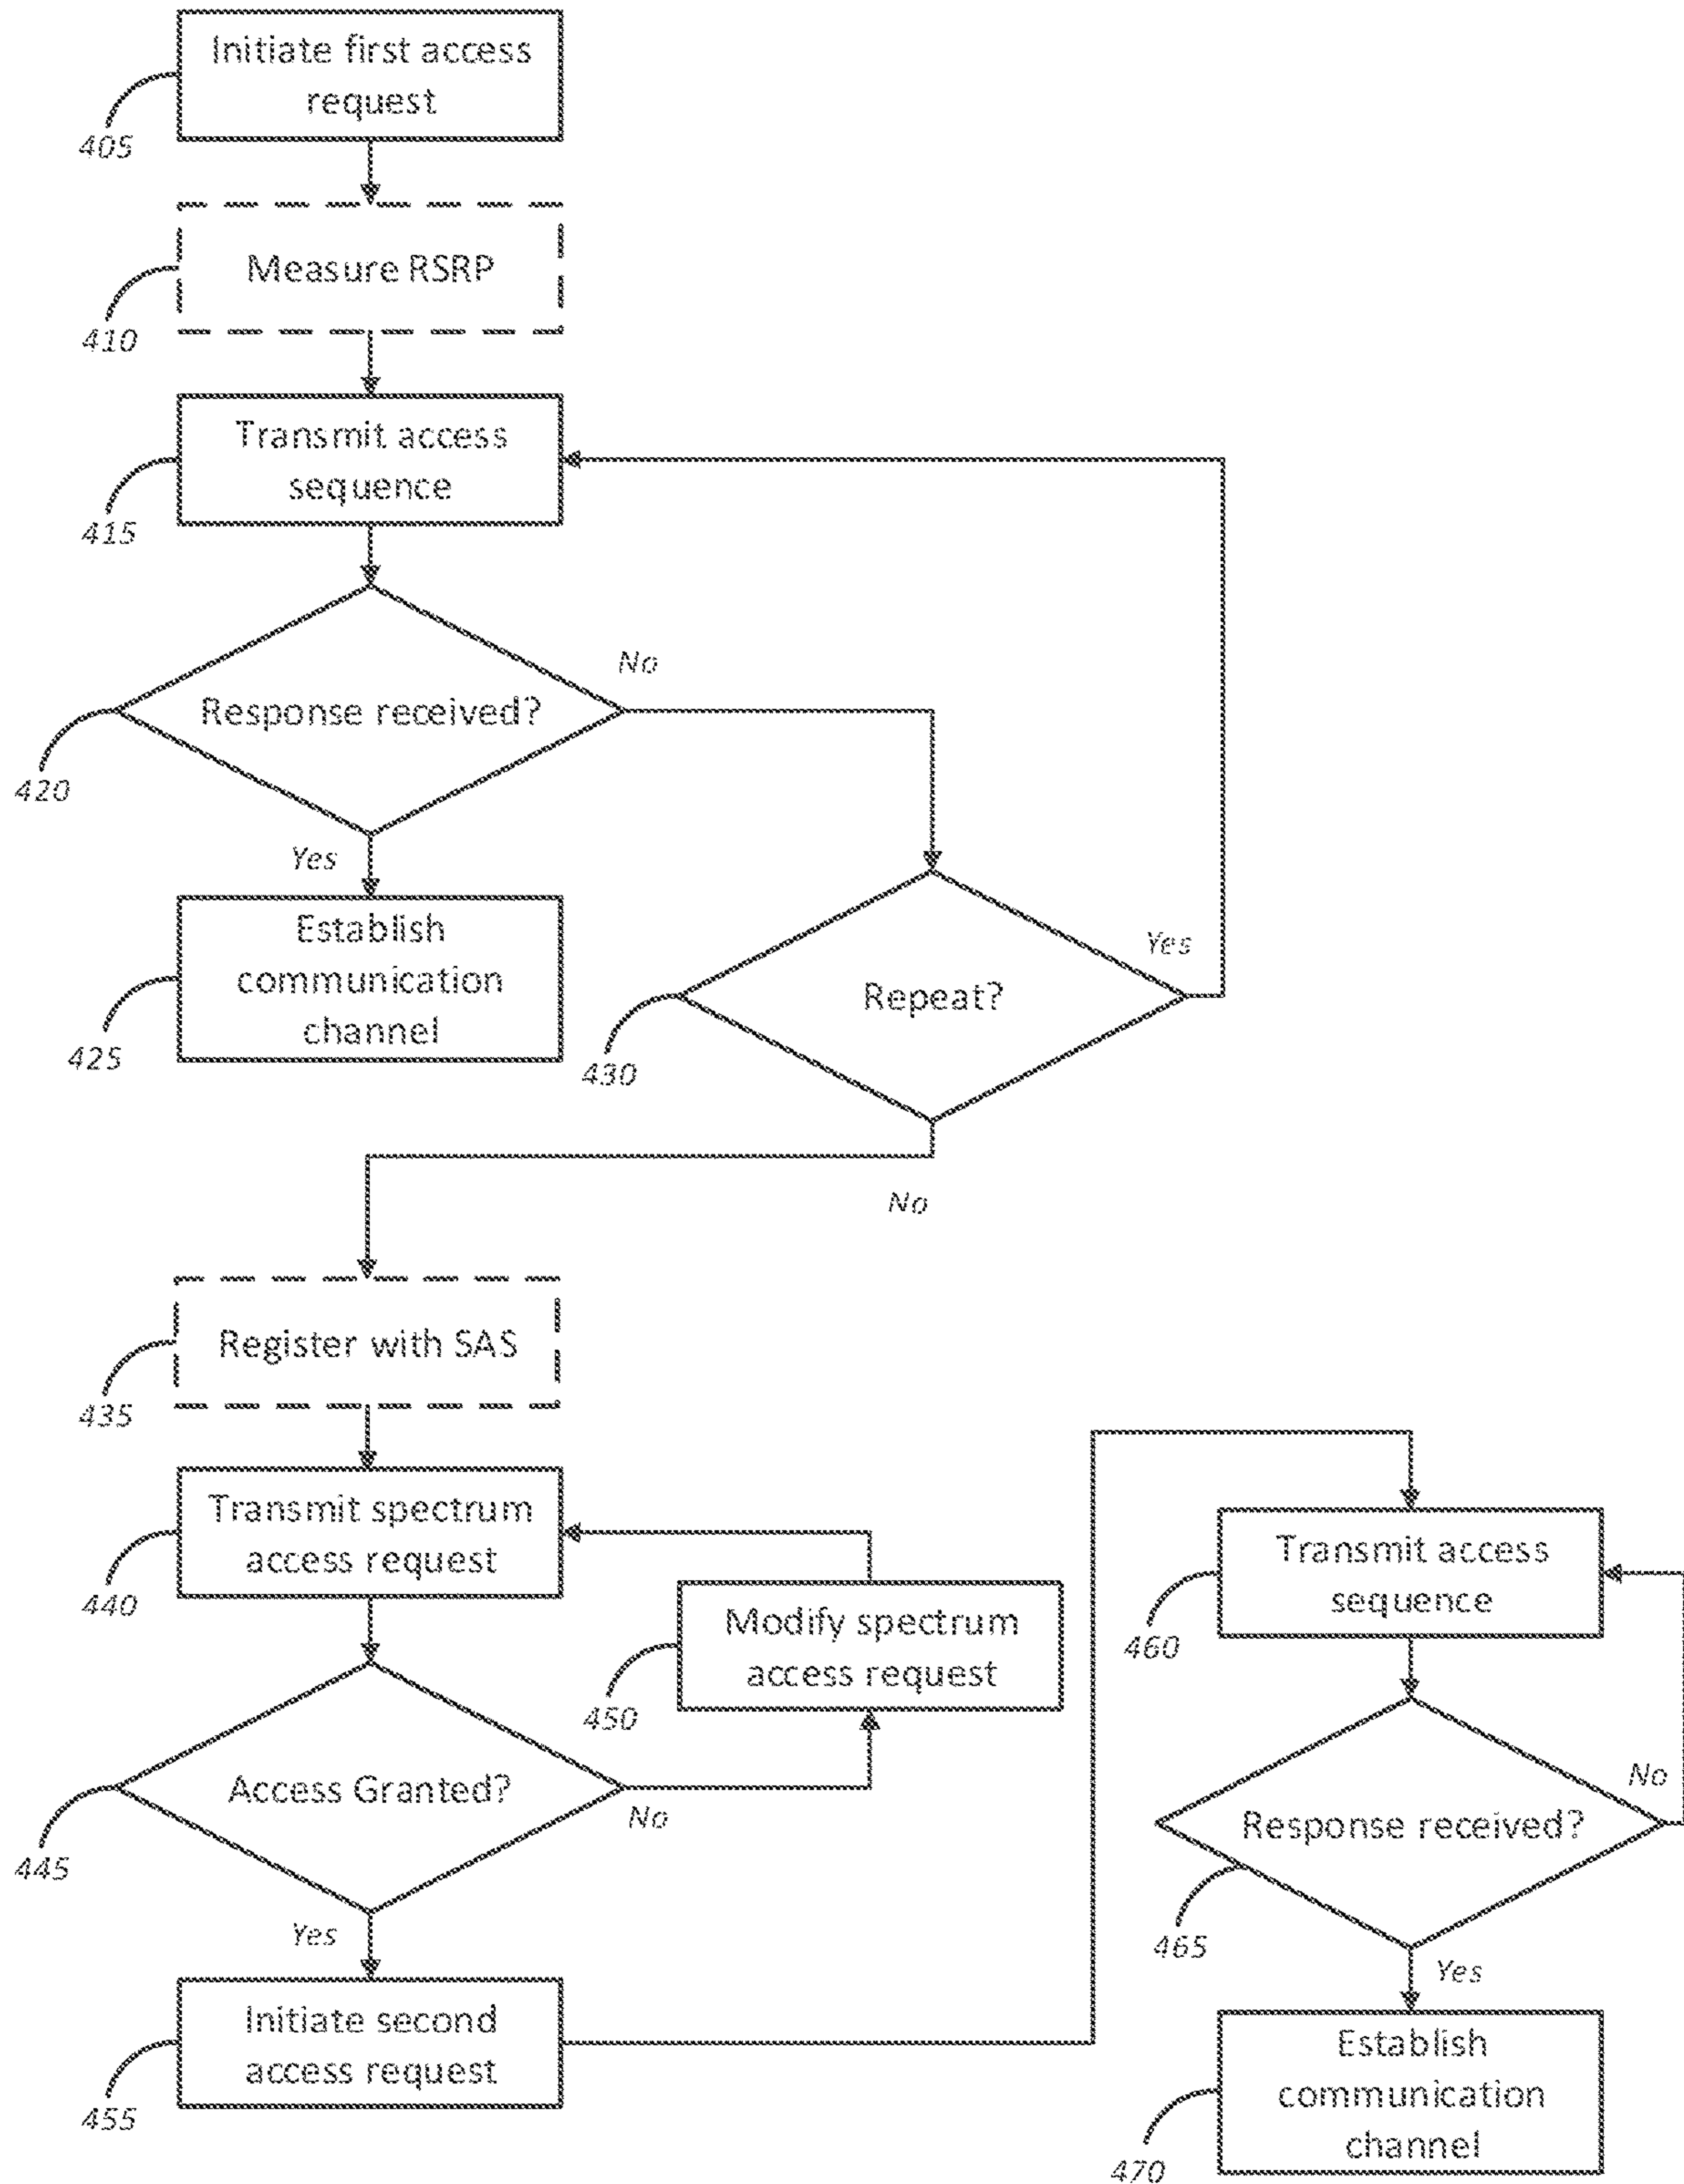 Initiate first access
request
405
Measure RSRP
410
Transmit access
sequence
415
No
Response received?
420
Yes
Establish
communication
channel
425
Yes
Repeat?
430
No
Register with SAS
435
Transmit spectrum
access request
440
Modify spectrum
access request
450
Access Granted?
No
445
Yes
Initiate second
access request
455
Transmit access
sequence
460
No
Response received?
465
Yes
Establish
communication
channel
470